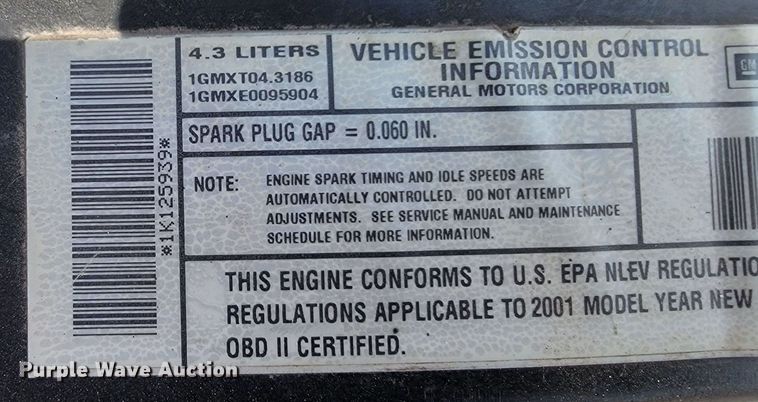 4.3 LITERS
1GMXT04.3186
1GMXE0095904
VEHICLE EMISSION CONTROL
INFORMATION
GENERAL MOTORS CORPORATION
GM
*1K125939*
SPARK PLUG GAP = 0.060 IN.
NOTE: ENGINE SPARK TIMING AND IDLE SPEEDS ARE
AUTOMATICALLY CONTROLLED. DO NOT ATTEMPT
ADJUSTMENTS. SEE SERVICE MANUAL AND MAINTENANCE
SCHEDULE FOR MORE INFORMATION.
THIS ENGINE CONFORMS TO U.S. EPA NLEV REGULATIO
REGULATIONS APPLICABLE TO 2001 MODEL YEAR NEW
OBD II CERTIFIED.
Purple Wave Auction